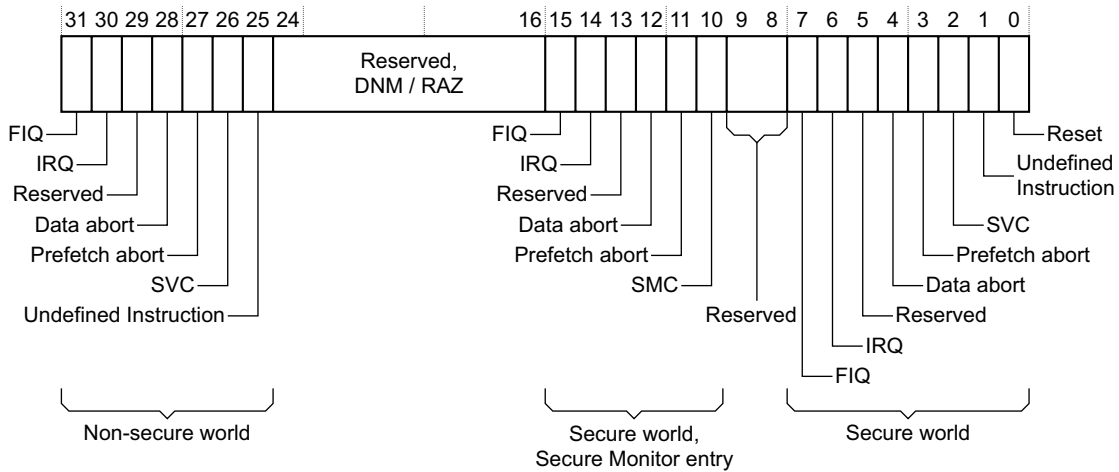 31 30 29 28 27 26 25 24 16 15 14 13 12 11 10 9 8 7 6 5 4 3 2 1 0
Reserved,
DNM / RAZ
FIQ
IRQ
Reserved
Data abort
Prefetch abort
SVC
Undefined Instruction
Non-secure world
FIQ
IRQ
Reserved
Data abort
Prefetch abort
SMC
Reserved
Secure world,
Secure Monitor entry
Reset
Undefined
Instruction
SVC
Prefetch abort
Data abort
Reserved
IRQ
FIQ
Secure world